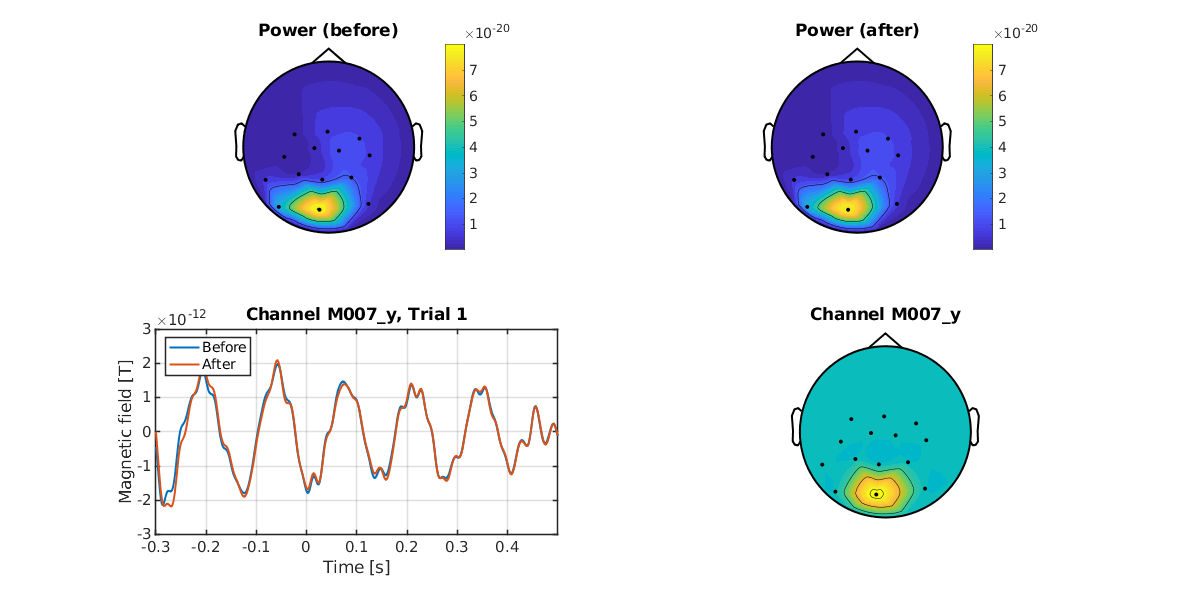 Power (before)
×10-20
7
6
5
4
3
2
1
Power (after)
×10-20
7
6
5
4
3
2
1
Channel M007_y, Trial 1
×10-12
Before
After
3
2
1
0
-1
-2
-3
Magnetic field [T]
-0.3 -0.2 -0.1 0 0.1 0.2 0.3 0.4
Time [s]
Channel M007_y